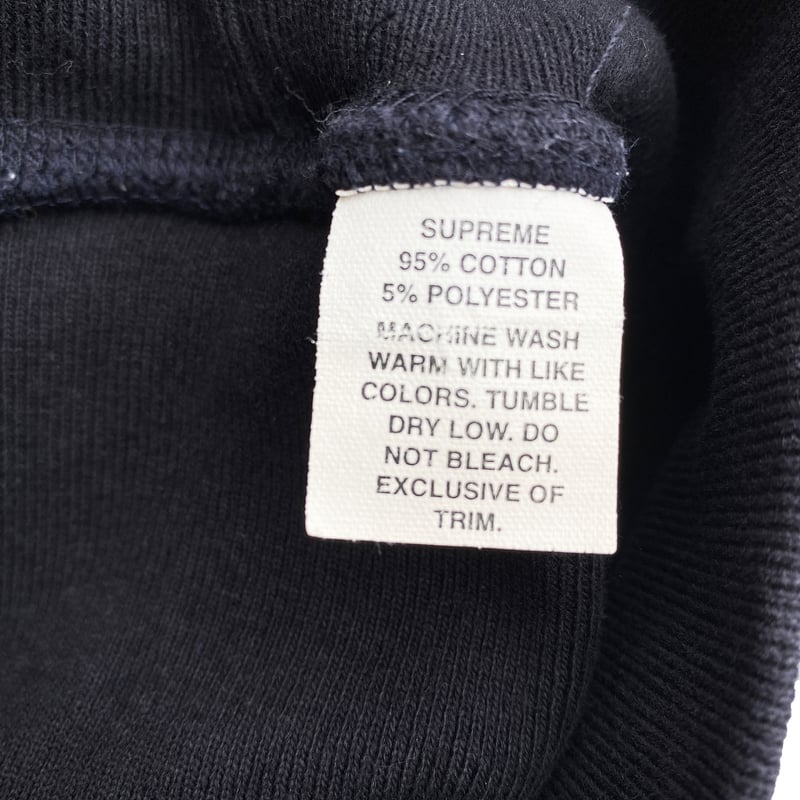 SUPREME
95% COTTON
5% POLYESTER
MACHINE WASH
WARM WITH LIKE
COLORS. TUMBLE
DRY LOW. DO
NOT BLEACH.
EXCLUSIVE OF
TRIM.